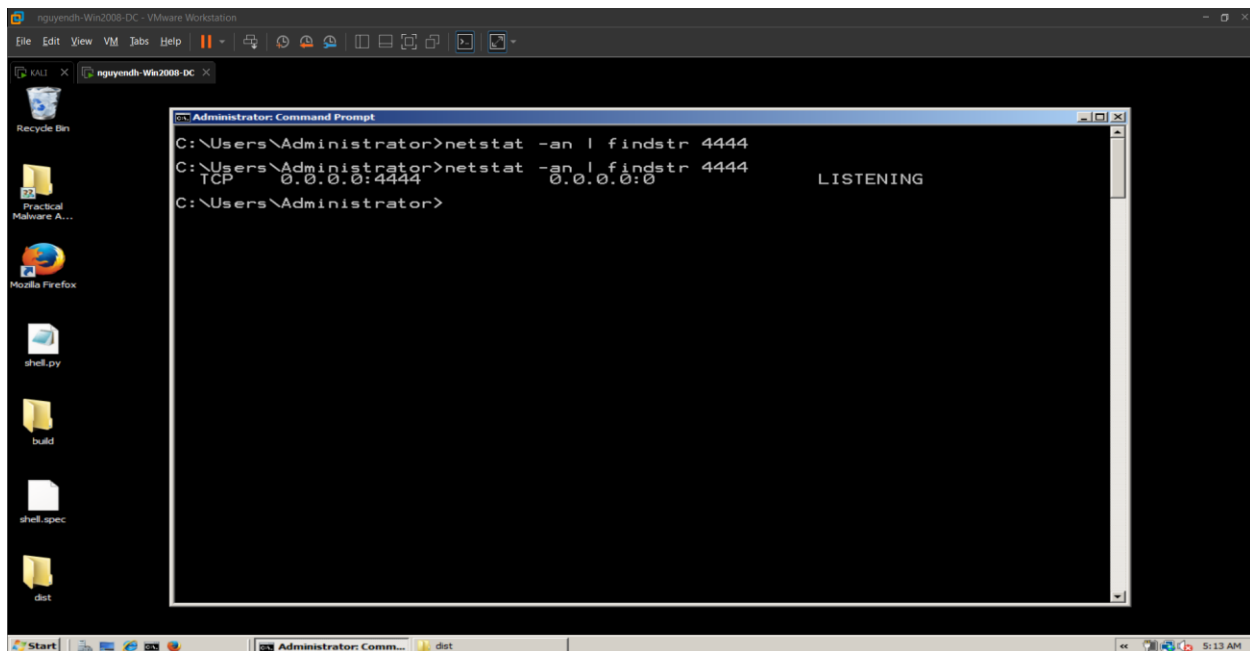 nguyendh-Win2008-DC - VMware Workstation
File Edit View VM Tabs Help
KALI
nguyendh-Win2008-DC
Recycle Bin
Administrator: Command Prompt
C:\Users\Administrator>netstat -an | findstr 4444
C:\Users\Administrator>netstat -an | findstr 4444
TCP 0.0.0.0:4444 0.0.0.0:0 LISTENING
C:\Users\Administrator>
Practical
Malware A...
Mozilla Firefox
shell.py
build
shell.spec
dist
Start
Administrator: Comm...
dist
5:13 AM